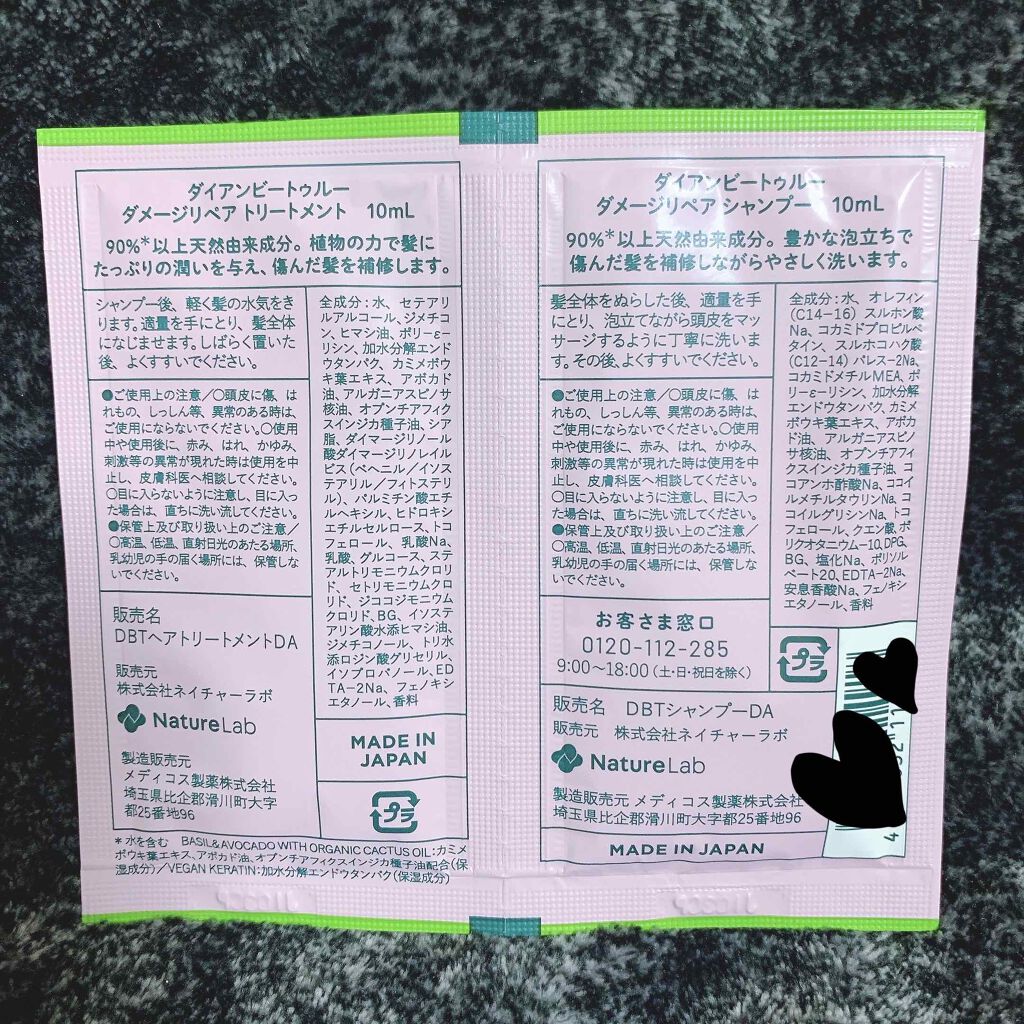 ダイアンビートゥルー
ダメージリペア トリートメント 10mL
90%*以上天然由来成分。植物の力で髪に
たっぷりの潤いを与え、傷んだ髪を補修します。
シャンプー後、軽く髪の水気をき
ります。適量を手にとり、髪全体
になじませます。しばらく置いた
後、よくすすいでください。
●ご使用上の注意/○頭皮に傷、は
れもの、しっしん等、異常のある時は、
ご使用にならないでください。○使用
中や使用後に、赤み、はれ、かゆみ、
刺激等の異常が現れた時は使用を中
止し、皮膚科医へ相談してください。
○目に入らないように注意し、目に入っ
た場合は、直ちに洗い流してください。
●保管上及び取り扱い上のご注意/
○高温、低温、直射日光のあたる場所、
乳幼児の手の届く場所には、保管しな
いでください。
販売名
DBTヘアトリートメントDA
販売元
株式会社ネイチャーラボ
NatureLab
製造販売元
メディコス製薬株式会社
埼玉県比企郡滑川町大字
都25番地96
全成分:水、セテアリ
ルアルコール、ジメチコ
ン、ヒマシ油、ポリ-ε-
リシン、加水分解エンド
ウタンパク、カミメボウ
キ葉エキス、アボカド
油、アルガニアスピノサ
核油、オプンチアフィク
スインジカ種子油、シア
脂、ダイマージリノール
酸ダイマージリノレイル
ビス(ベヘニル/イソス
テアリル/フィトステリ
ル)、パルミチン酸エチ
ルヘキシル、ヒドロキシ
エチルセルロース、トコ
フェロール、乳酸Na、
乳酸、グルコース、ステ
アルトリモニウムクロリ
ド、セトリモニウムクロ
リド、ジココジモニウム
クロリド、BG、イソステ
アリン酸水添ヒマシ油、
ジメチコノール、トリ水
添ロジン酸グリセリル、
イソプロパノール、ED
TA-2Na、フェノキシ
エタノール、香料
MADE IN
JAPAN
プラ
*水を含む BASIL&AVOCADO WITH ORGANIC CACTUS OIL:カミメ
ボウキ葉エキス、アボカド油、オプンチアフィクスインジカ種子油配合(保
湿成分)/VEGAN KERATIN:加水分解エンドウタンパク(保湿成分)
ダイアンビートゥルー
ダメージリペア シャンプー 10mL
90%*以上天然由来成分。豊かな泡立ちで
傷んだ髪を補修しながらやさしく洗います。
髪全体をぬらした後、適量を手
にとり、泡立てながら頭皮をマッ
サージするように丁寧に洗いま
す。その後、よくすすいでください。
●ご使用上の注意/○頭皮に傷、は
れもの、しっしん等、異常のある時は、
ご使用にならないでください。○使用
中や使用後に、赤み、はれ、かゆみ、
刺激等の異常が現れた時は使用を中
止し、皮膚科医へ相談してください。
○目に入らないように注意し、目に入っ
た場合は、直ちに洗い流してください。
●保管上及び取り扱い上のご注意/
○高温、低温、直射日光のあたる場所、
乳幼児の手の届く場所には、保管しな
いでください。
全成分:水、オレフィン
(C14-16)スルホン酸
Na、コカミドプロピルベ
タイン、スルホコハク酸
(C12-14)パレス-2Na、
コカミドメチルMEA、ポ
リ-ε-リシン、加水分解
エンドウタンパク、カミメ
ボウキ葉エキス、アボカ
ド油、アルガニアスピノ
サ核油、オプンチアフィク
スインジカ種子油、コ
コアンホ酢酸Na、ココイ
ルメチルタウリンNa、コ
コイルグリシンNa、トコ
フェロール、クエン酸、ポ
リクオタニウム-10、DPG、
BG、塩化Na、ポリソル
ベート20、EDTA-2Na、
安息香酸Na、フェノキシ
エタノール、香料
お客さま窓口
0120-112-285
9:00〜18:00(土・日・祝日を除く)
プラ
販売名 DBTシャンプーDA
販売元 株式会社ネイチャーラボ
NatureLab
製造販売元 メディコス製薬株式会社
埼玉県比企郡滑川町大字都25番地96
MADE IN JAPAN
4